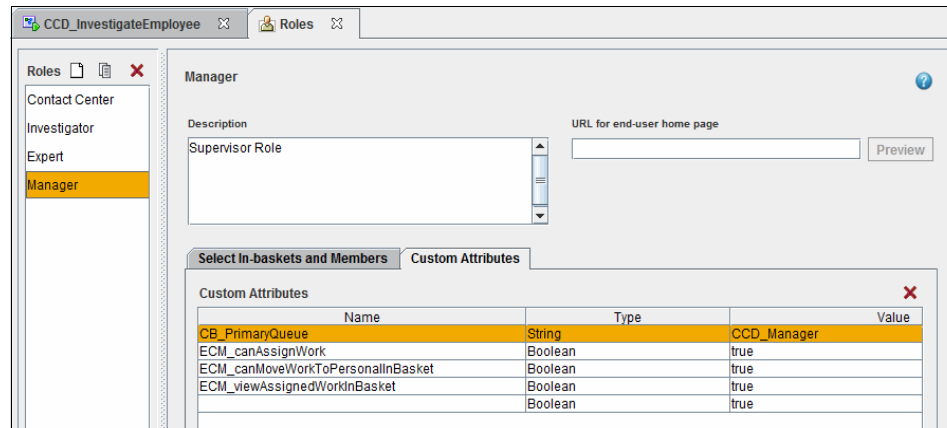 CCD_InvestigateEmployee Roles
Roles
Contact Center
Investigator
Expert
Manager
Manager
Description
URL for end-user home page
Supervisor Role
Preview
Select In-baskets and Members Custom Attributes
Custom Attributes
Name Type Value
CB_PrimaryQueue String CCD_Manager
ECM_canAssignWork Boolean true
ECM_canMoveWorkToPersonalInBasket Boolean true
ECM_viewAssignedWorkInBasket Boolean true
Boolean true